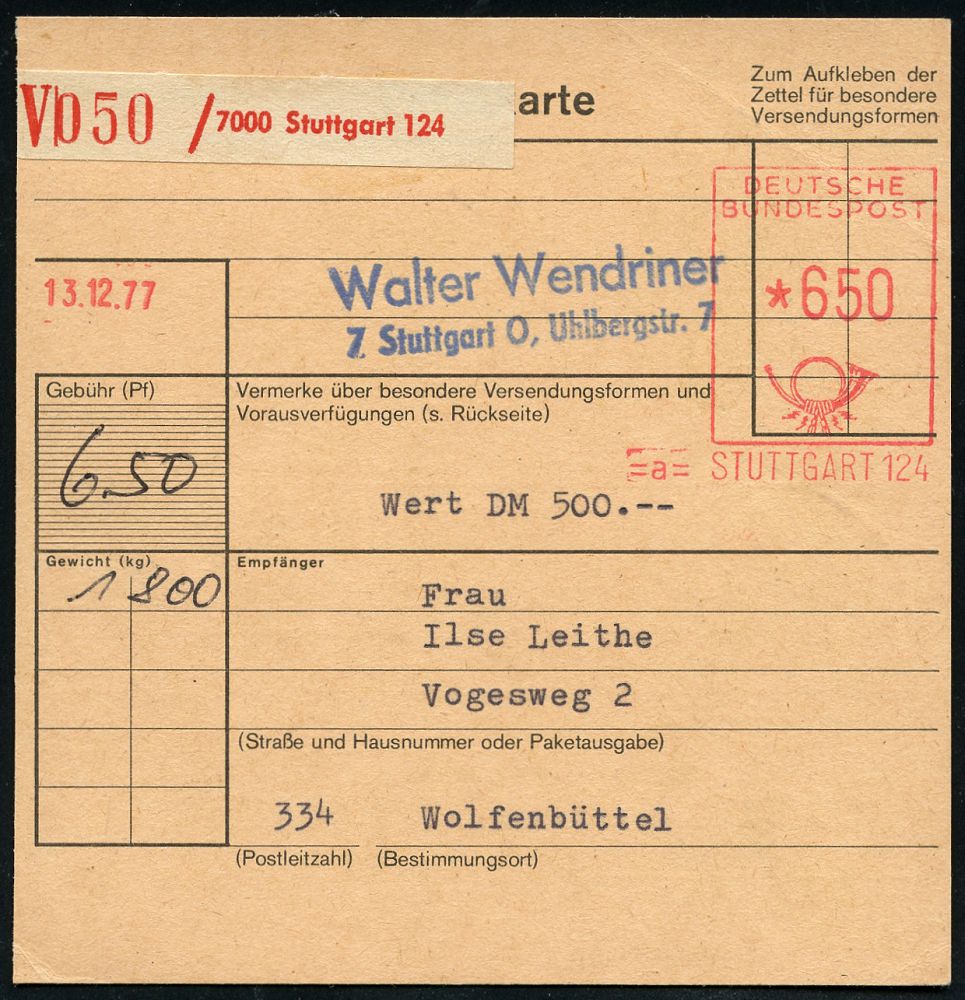 V 050 / 7000 Stuttgart 124
arte
Zum Aufkleben der
Zettel für besondere
Versendungsformen
DEUTSCHE
BUNDESPOST
*650
13.12.77
Walter Wendriner
7 Stuttgart O, Uhlbergstr. 7
Gebühr (Pf)
6.50
Vermerke über besondere Versendungsformen und
Vorausverfügungen (s. Rückseite)
=a= STUTTGART 124
Wert DM 500.--
Gewicht (kg)
1 800
Empfänger
Frau
Ilse Leithe
Vogesweg 2
(Straße und Hausnummer oder Paketausgabe)
334 Wolfenbüttel
(Postleitzahl) (Bestimmungsort)